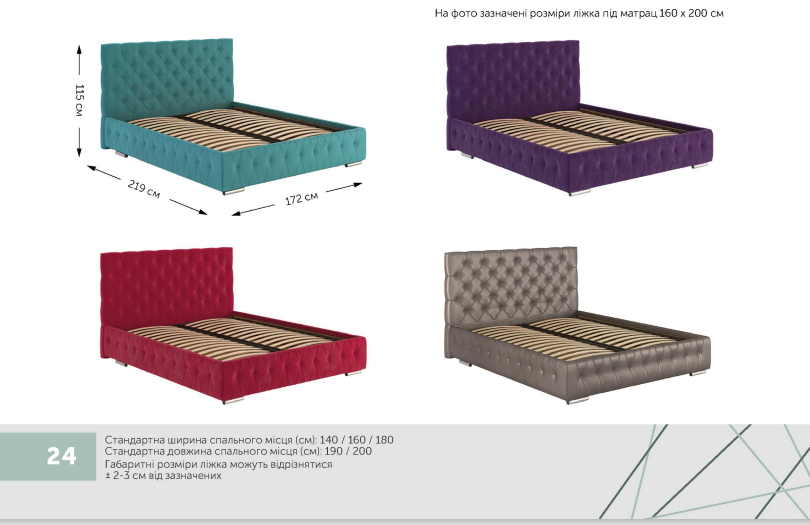 На фото зазначені розміри ліжка під матрац 160 x 200 см
115 см
219 см
172 см
24
Стандартна ширина спального місця (см): 140 / 160 / 180
Стандартна довжина спального місця (см): 190 / 200
Габаритні розміри ліжка можуть відрізнятися
± 2-3 см від зазначених